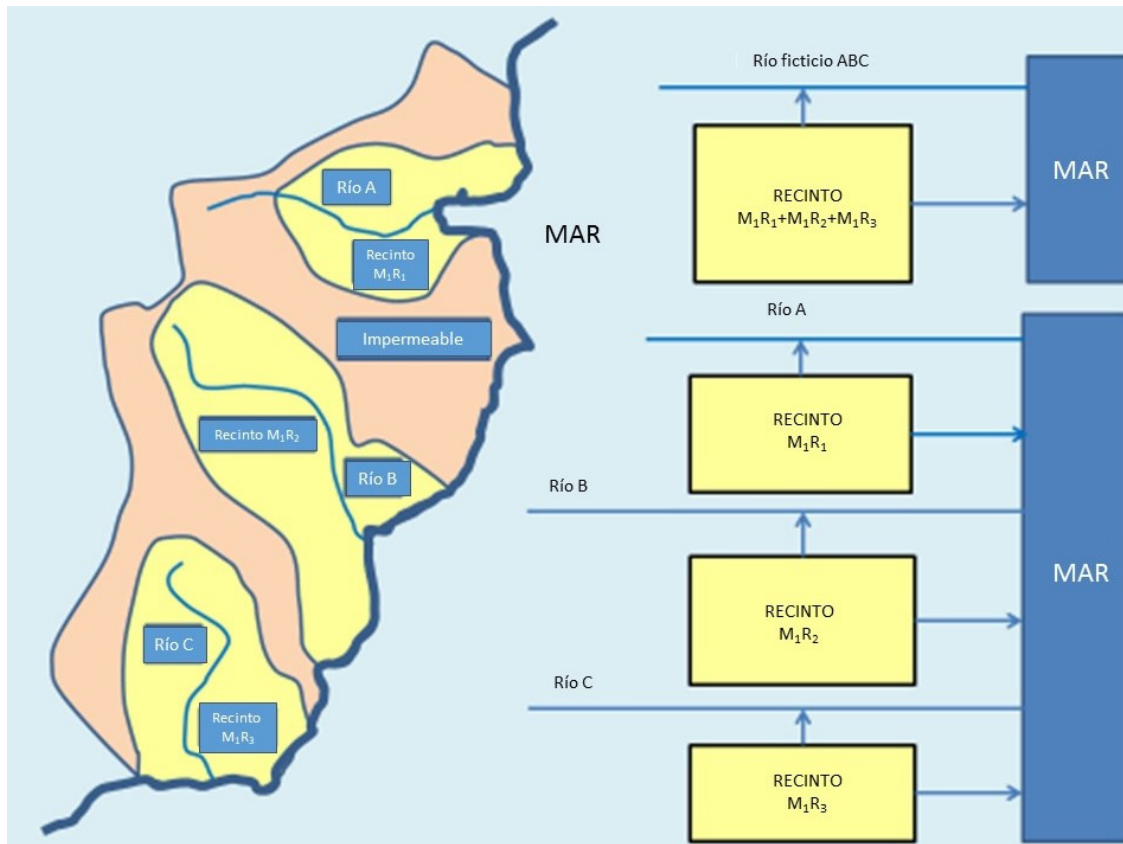 Río A
Recinto
M₁R₁
Impermeable
Recinto M₁R₂
Río B
Río C
Recinto
M₁R₃
MAR
Río ficticio ABC
RECINTO
M₁R₁+M₁R₂+M₁R₃
MAR
Río A
RECINTO
M₁R₁
Río B
RECINTO
M₁R₂
MAR
Río C
RECINTO
M₁R₃